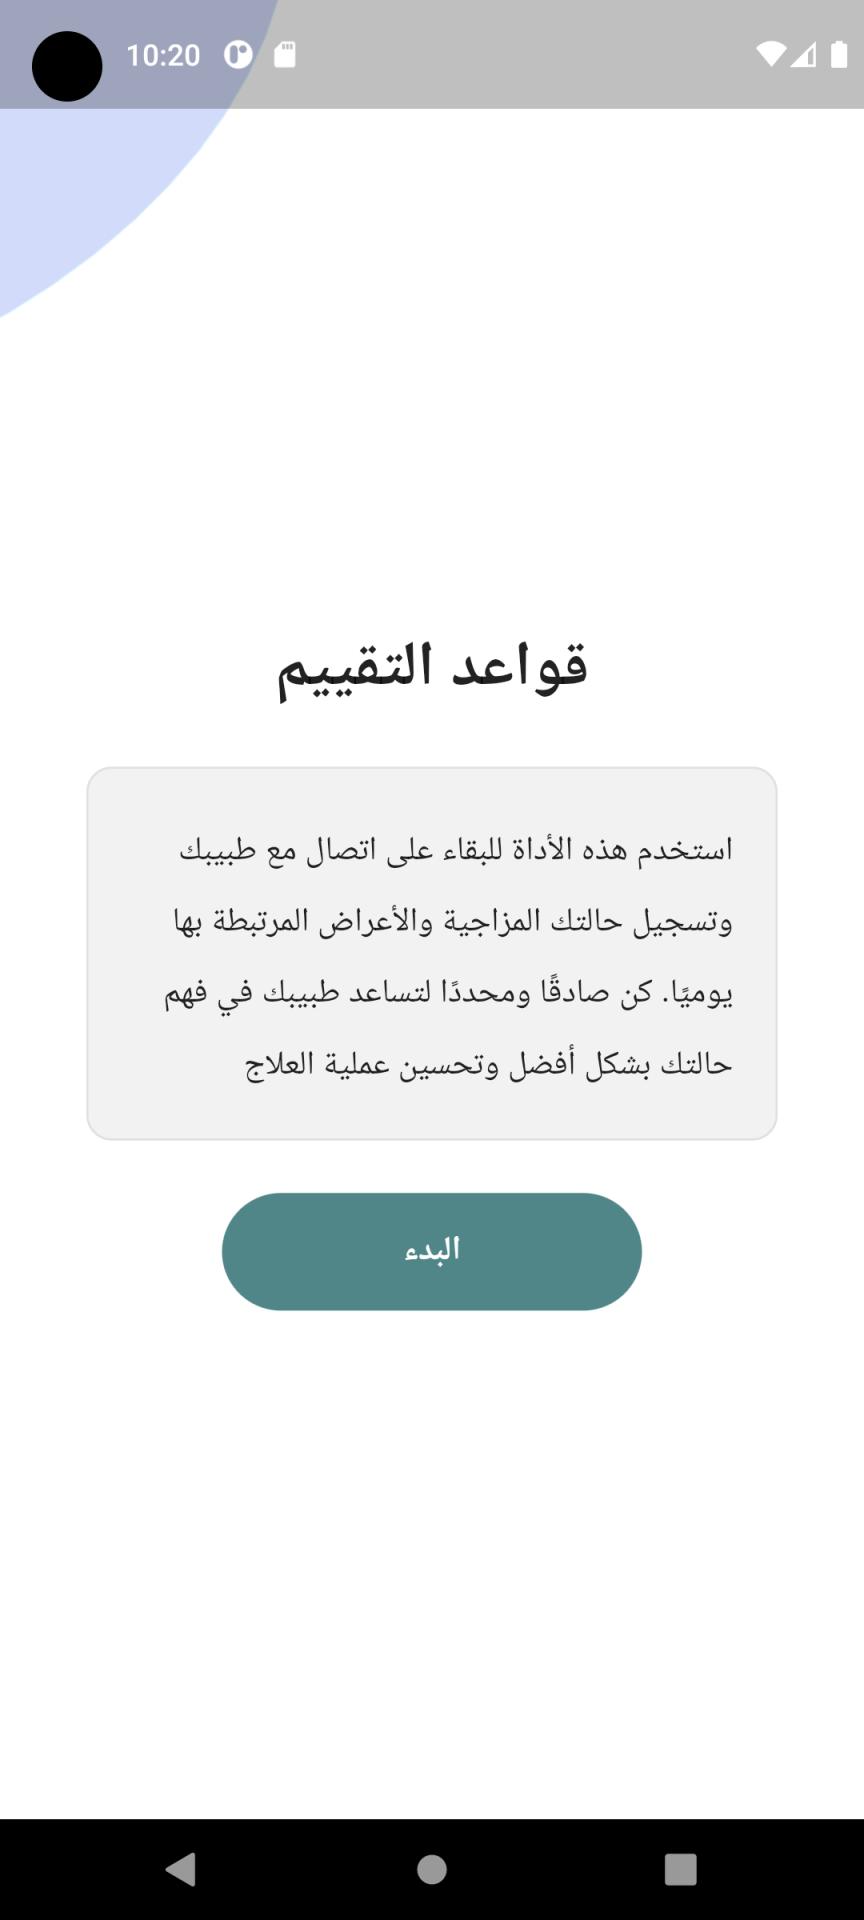 10:20
قواعد التقييم
استخدم هذه الأداة للبقاء على اتصال مع طبيبك
وتسجيل حالتك المزاجية والأعراض المرتبطة بها
يوميًا. كن صادقًا ومحددًا لتساعد طبيبك في فهم
حالتك بشكل أفضل وتحسين عملية العلاج
البدء